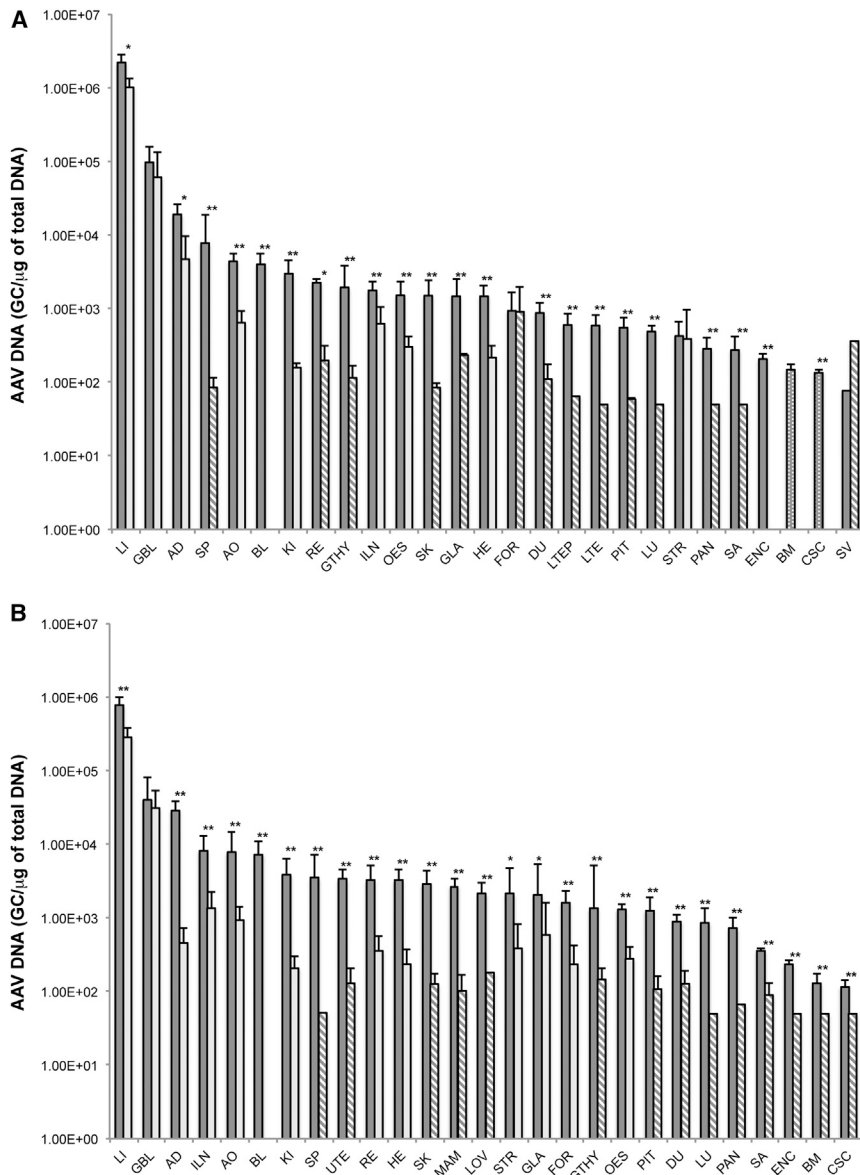 A
AAV DNA (GC/µg of total DNA)
1.00E+07
1.00E+06
1.00E+05
1.00E+04
1.00E+03
1.00E+02
1.00E+01
1.00E+00
* * ** ** ** ** * ** ** ** ** ** ** ** ** ** ** ** ** ** ** **
LI GBL AD SP AO BL KI RE GTHY ILN OES SK GLA HE FOR DU LTEP LTE PIT LU STR PAN SA ENC BM CSC SV
B
AAV DNA (GC/µg of total DNA)
1.00E+07
1.00E+06
1.00E+05
1.00E+04
1.00E+03
1.00E+02
1.00E+01
1.00E+00
** ** ** ** ** ** ** ** ** ** ** ** ** * * ** ** ** ** ** ** ** ** ** ** **
LI GBL AD ILN AO BL KI SP UTE RE HE SK MAM LOV STR GLA FOR GTHY OES PIT DU LU PAN SA ENC BM CSC